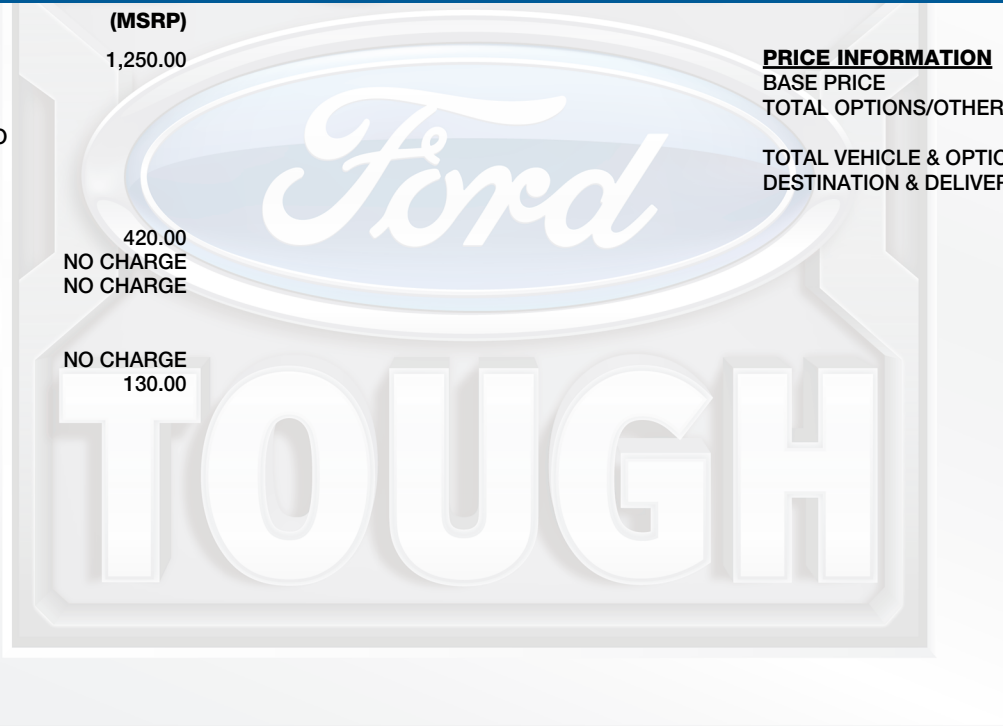 (MSRP)
1,250.00
420.00
NO CHARGE
NO CHARGE
NO CHARGE
130.00
PRICE INFORMATION
BASE PRICE
TOTAL OPTIONS/OTHER
TOTAL VEHICLE & OPTIO
DESTINATION & DELIVER
Ford
TOUGH